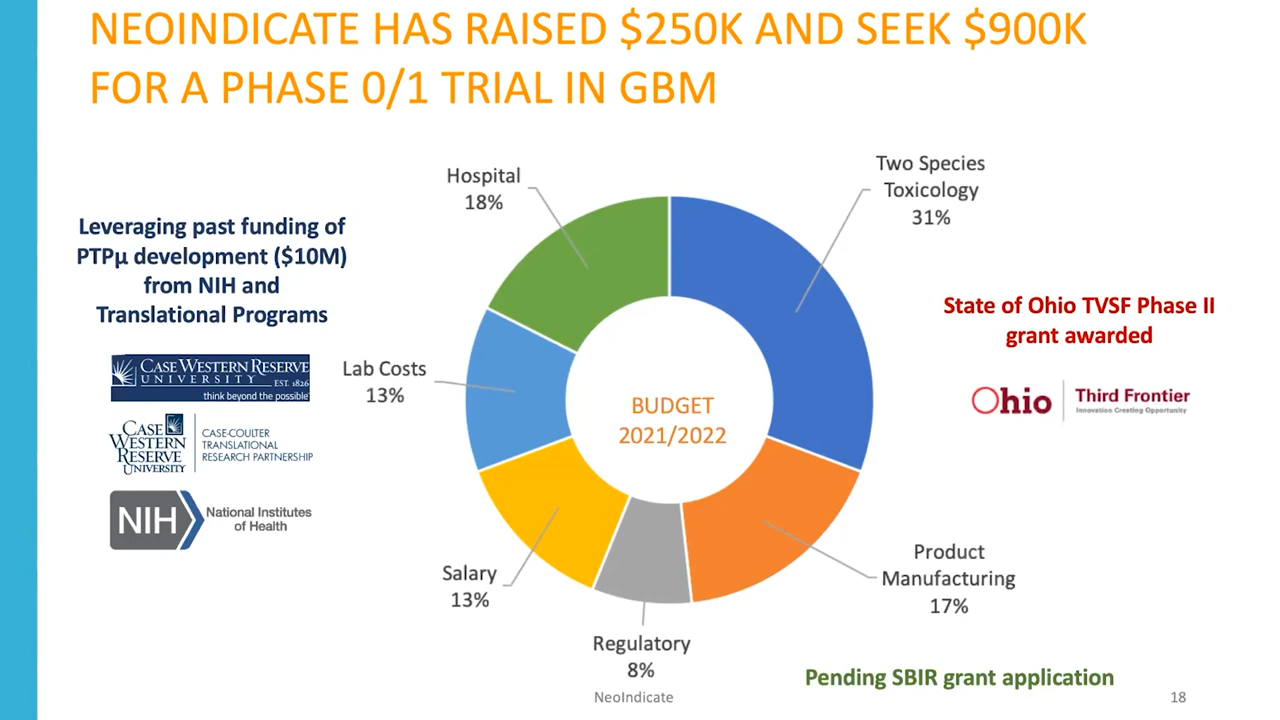 NEOINDICATE HAS RAISED $250K AND SEEK $900K
FOR A PHASE 0/1 TRIAL IN GBM
Leveraging past funding of
PTPμ development ($10M)
from NIH and
Translational Programs
CASE WESTERN RESERVE
UNIVERSITY EST. 1826
think beyond the possible
CASE
WESTERN
RESERVE
UNIVERSITY
CASE-COULTER
TRANSLATIONAL
RESEARCH PARTNERSHIP
NIH
National Institutes
of Health
Hospital
18%
Two Species
Toxicology
31%
Lab Costs
13%
BUDGET
2021/2022
Salary
13%
Regulatory
8%
Product
Manufacturing
17%
State of Ohio TVSF Phase II
grant awarded
Ohio
Third Frontier
Innovation Creating Opportunity
Pending SBIR grant application
NeoIndicate
18